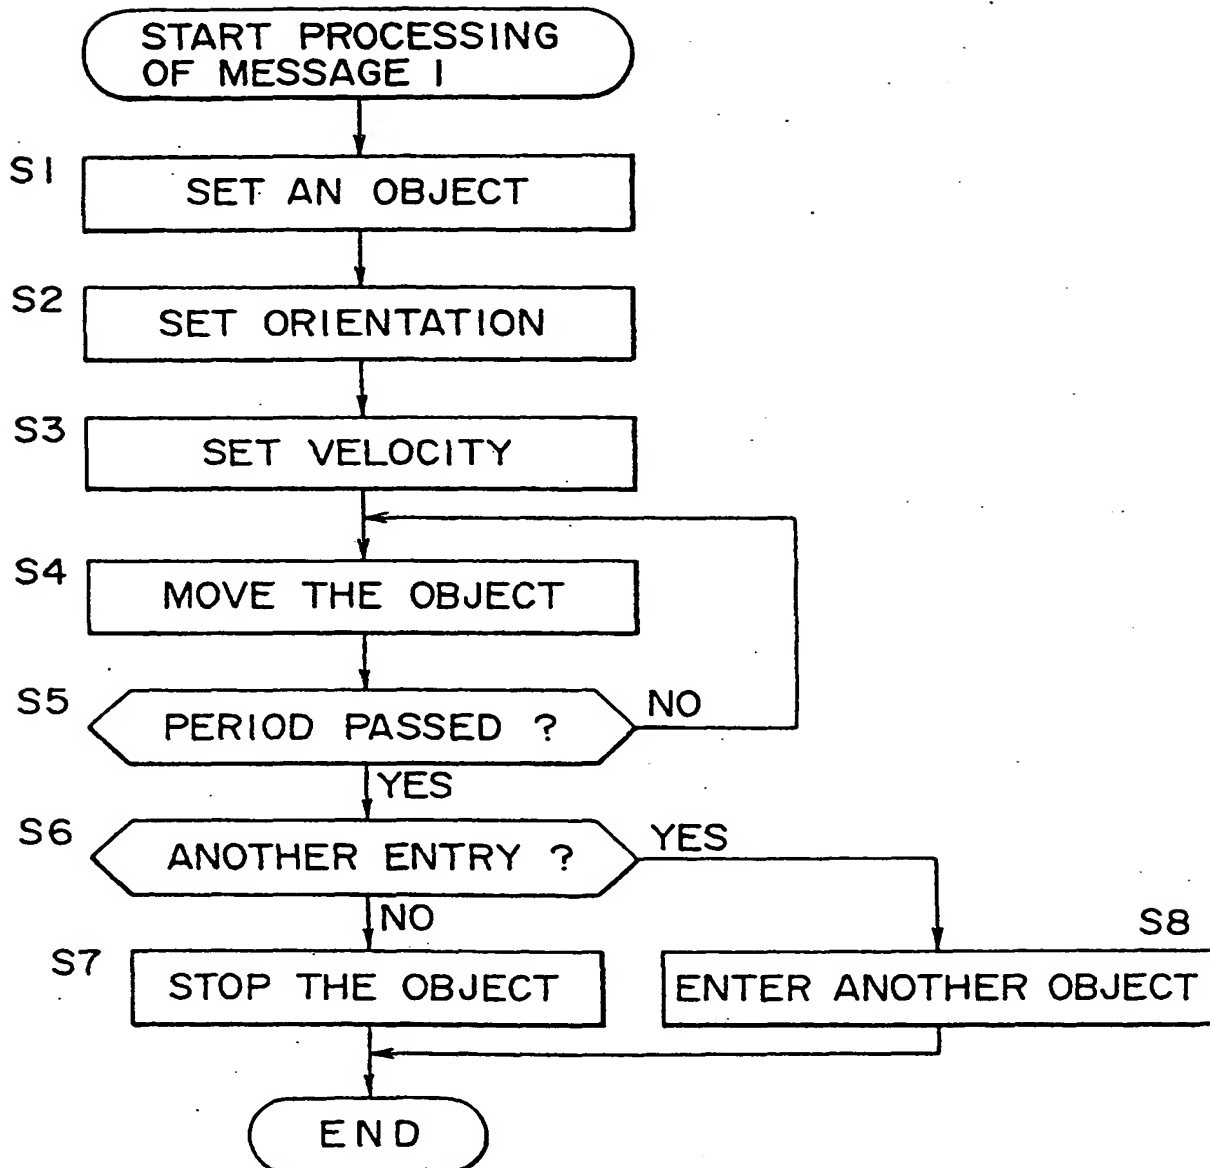 START PROCESSING
OF MESSAGE 1
S1
SET AN OBJECT
S2
SET ORIENTATION
S3
SET VELOCITY
S4
MOVE THE OBJECT
S5
PERIOD PASSED ?
NO
YES
S6
ANOTHER ENTRY ?
YES
NO
S8
S7
STOP THE OBJECT
ENTER ANOTHER OBJECT
END